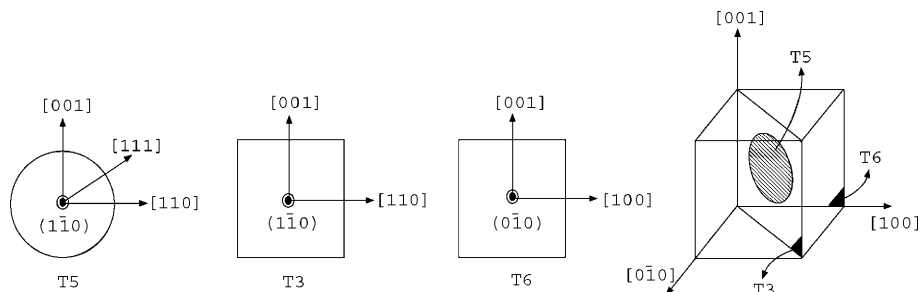 [001]
[111]
[110]
(11̄0)
T5
[001]
[110]
(11̄0)
T3
[001]
[100]
(01̄0)
T6
[001]
T5
T6
[100]
[01̄0]
T3